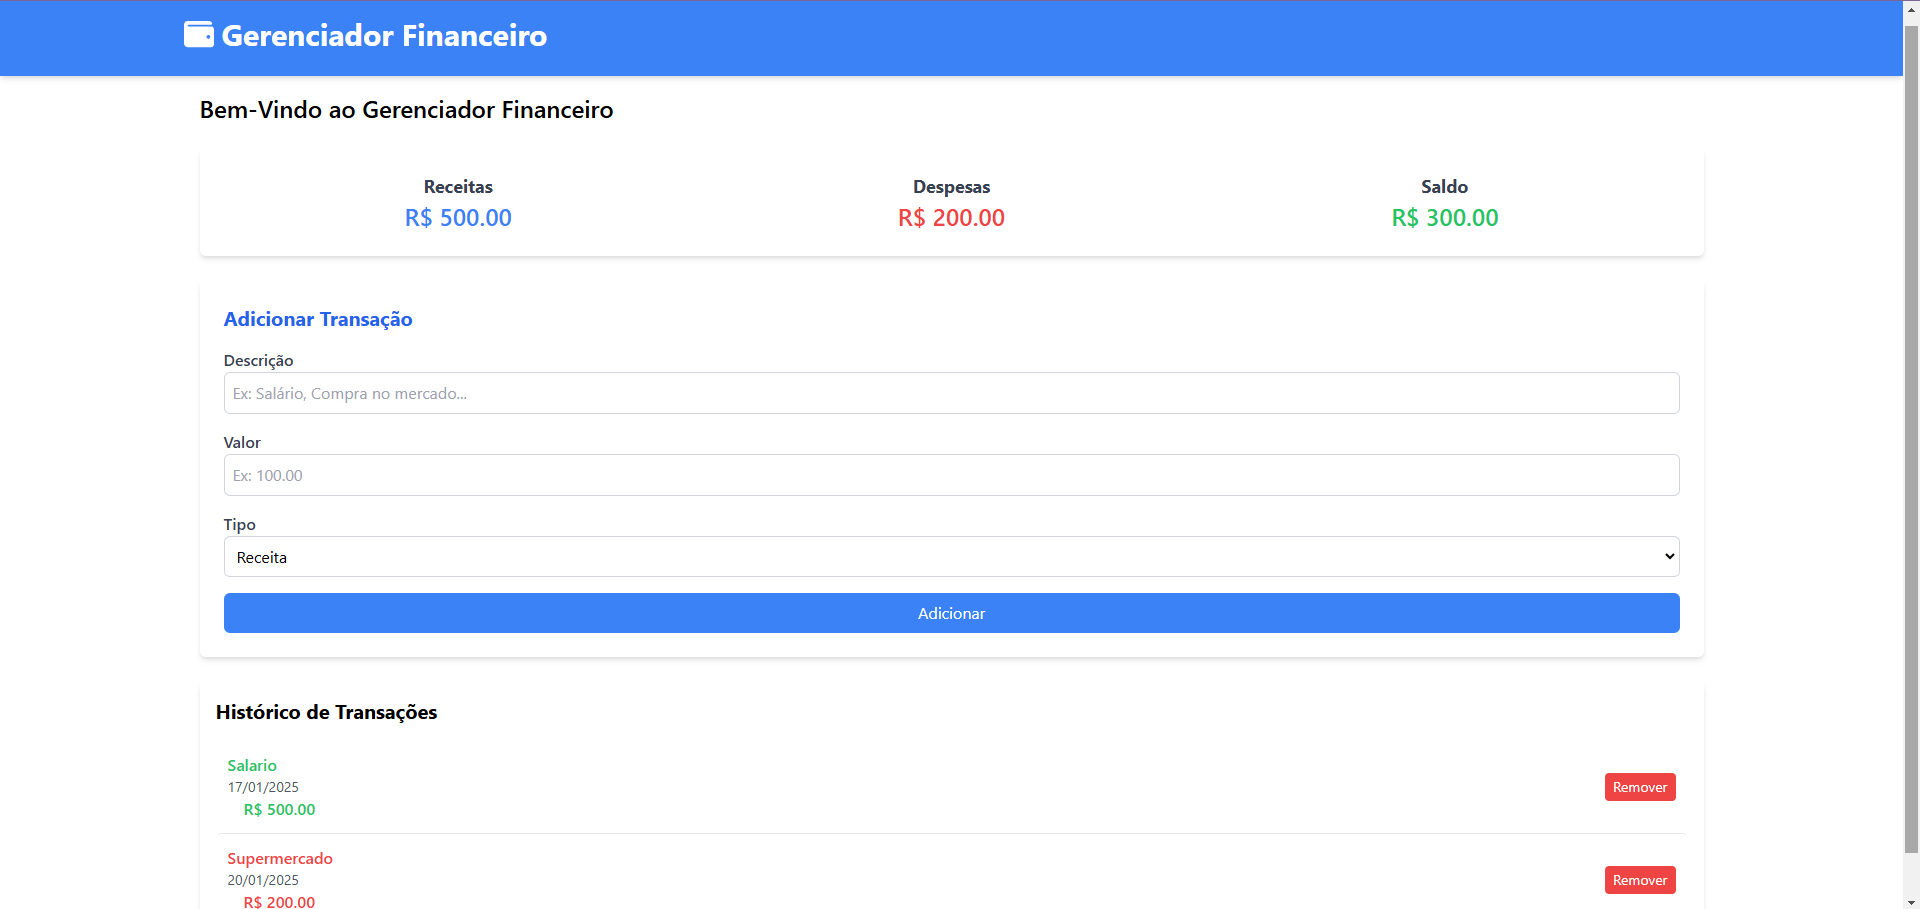 Gerenciador Financeiro
Bem-Vindo ao Gerenciador Financeiro
Receitas
R$ 500.00
Despesas
R$ 200.00
Saldo
R$ 300.00
Adicionar Transação
Descrição
Ex: Salário, Compra no mercado...
Valor
Ex: 100.00
Tipo
Receita
Adicionar
Histórico de Transações
Salario
17/01/2025
R$ 500.00
Remover
Supermercado
20/01/2025
R$ 200.00
Remover